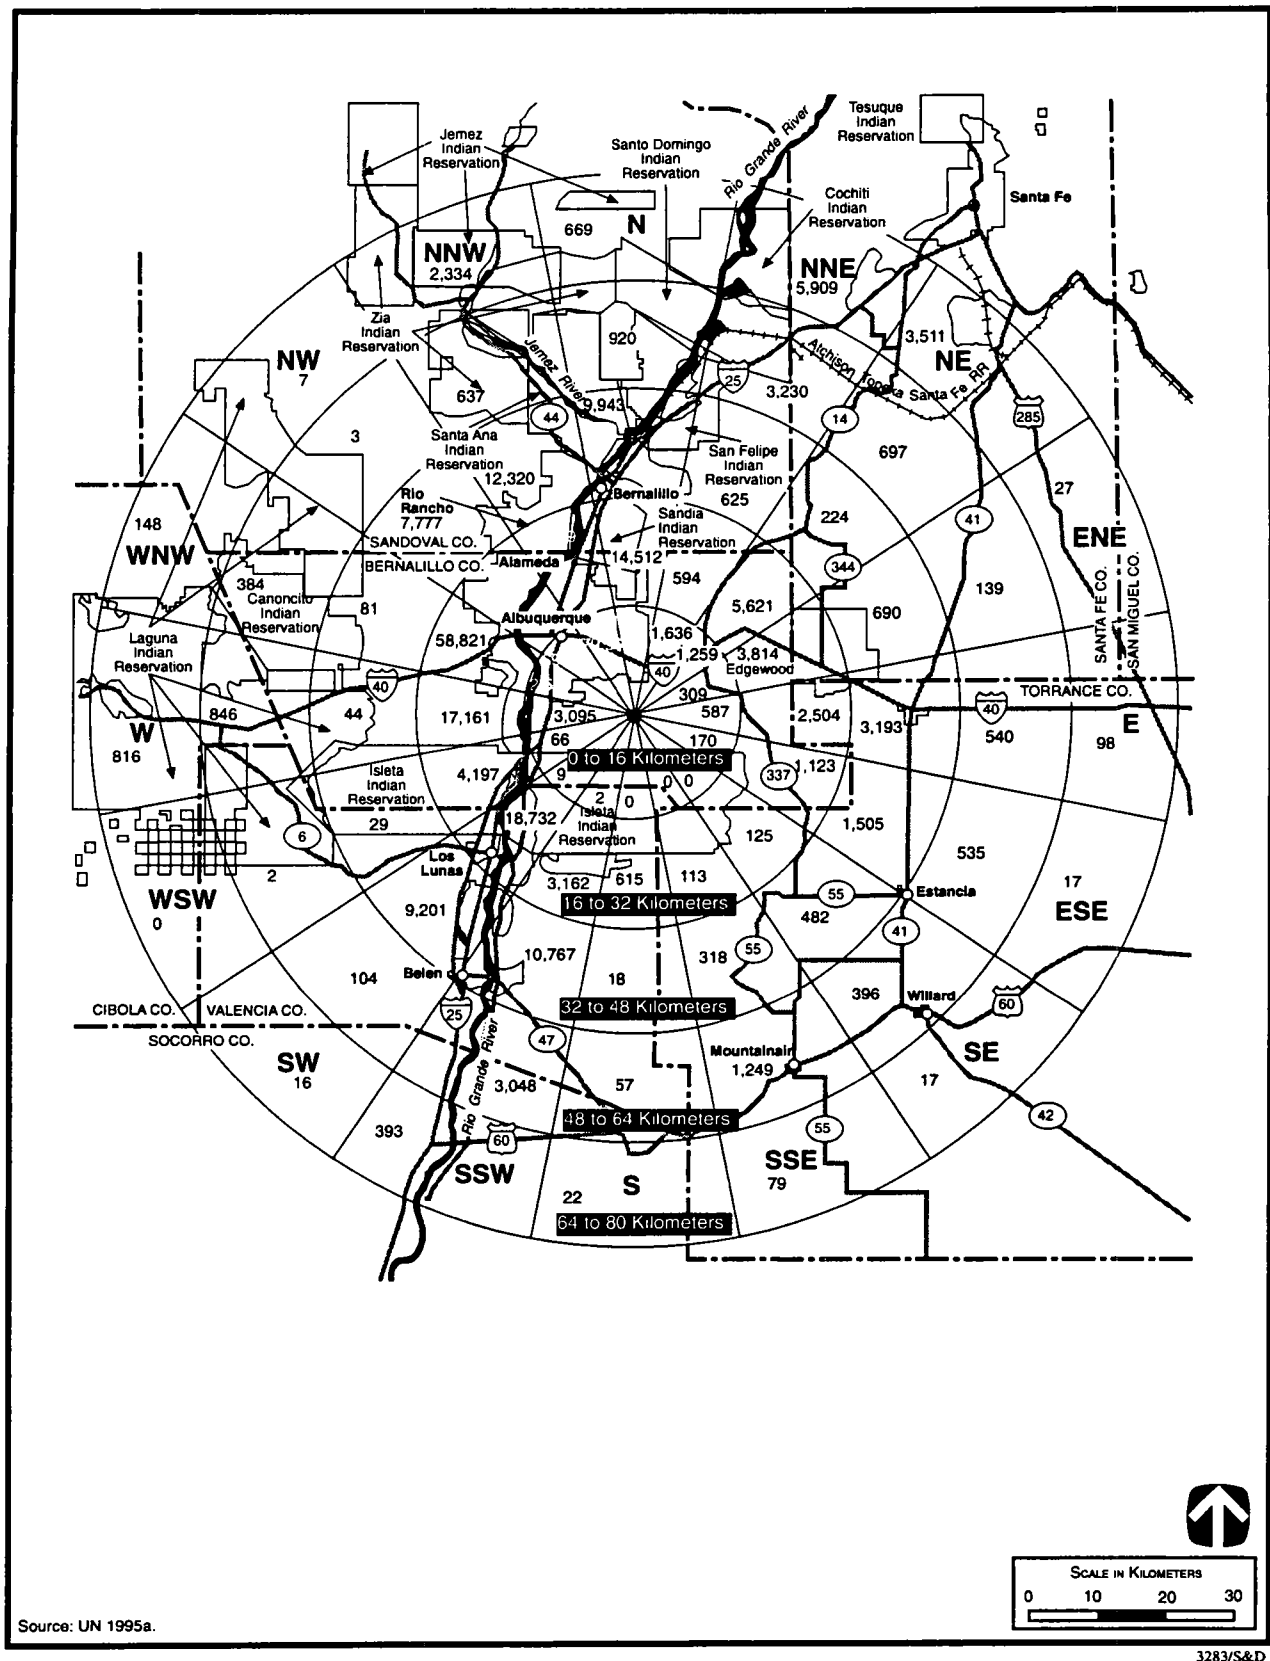 Tesuque
Indian
Reservation
Jemez
Indian
Reservation
Santo Domingo
Indian
Reservation
Rio Grande River
Cochiti
Indian
Reservation
Santa Fe
N
669
NNW
2,334
NNE
5,909
Zia
Indian
Reservation
NW
7
920
3,511
NE
Jemez River
Atchison Topeka Santa Fe RR
25
637
9,943
3,230
44
14
285
3
Santa Ana
Indian
Reservation
San Felipe
Indian
Reservation
697
12,320
Rio
Rancho
7,777
Bernalillo
625
27
148
WNW
Sandia
Indian
Reservation
224
41
ENE
SANDOVAL CO.
BERNALILLO CO.
Alameda
14,512
344
SANTA FE CO.
SAN MIGUEL CO.
384
Canoncito
Indian
Reservation
81
594
5,621
690
139
Laguna
Indian
Reservation
58,821
Albuquerque
1,636
1,259
3,814
Edgewood
40
40
309
TORRANCE CO.
W
816
846
44
17,161
3,095
587
2,504
3,193
40
540
E
98
66
170
0 to 16 Kilometers
Isleta
Indian
Reservation
4,197
9
0
0
337
1,123
2
0
29
18,732
Isleta
Indian
Reservation
125
1,505
6
Los
Lunas
535
2
3,162
615
113
17
WSW
0
16 to 32 Kilometers
55
Estancia
ESE
9,201
482
41
10,767
318
55
104
Belen
18
396
Willard
60
CIBOLA CO.
VALENCIA CO.
25
32 to 48 Kilometers
SOCORRO CO.
47
Mountainair
1,249
SE
SW
16
Rio Grande River
3,048
57
17
393
48 to 64 Kilometers
42
60
55
SSW
SSE
79
S
22
64 to 80 Kilometers
SCALE IN KILOMETERS
0 10 20 30
Source: UN 1995a.
3283/S&D